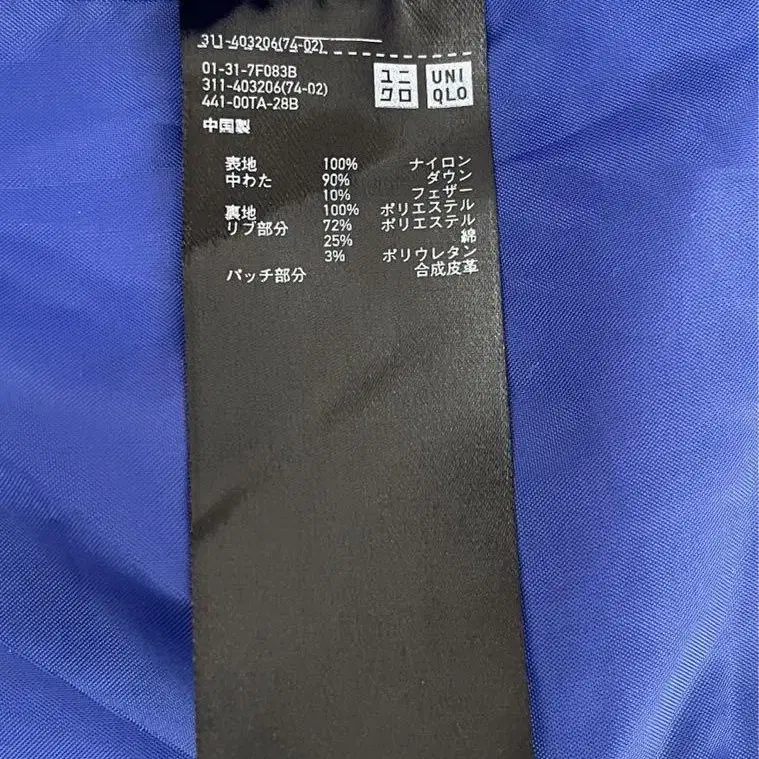 311-403206(74-02)
01-31-7F083B
311-403206(74-02)
441-00TA-28B
ユニクロ
UNIQLO
中国製
表地 100% ナイロン
中わた 90% ダウン
10% フェザー
裏地 100% ポリエステル
リブ部分 72% ポリエステル
25% 綿
3% ポリウレタン
パッチ部分 合成皮革